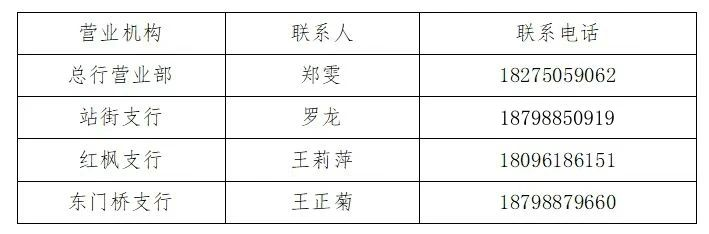 营业机构 联系人 联系电话
总行营业部 郑雯 18275059062
站街支行 罗龙 18798850919
红枫支行 王莉萍 18096186151
东门桥支行 王正菊 18798879660